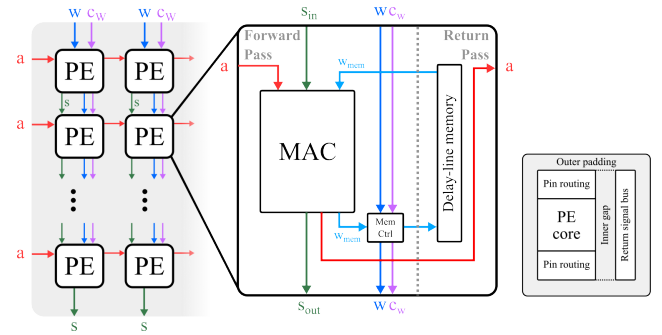 w c_w w c_w
a PE PE
s
a PE PE
a PE PE
s s
s_in w c_w
Forward Pass
Return Pass
a
a
w_mem
MAC
Delay-line memory
w_mem
Mem
Ctrl
s_out w c_w
Outer padding
Pin routing
PE
core
Pin routing
Inner gap
Return signal bus